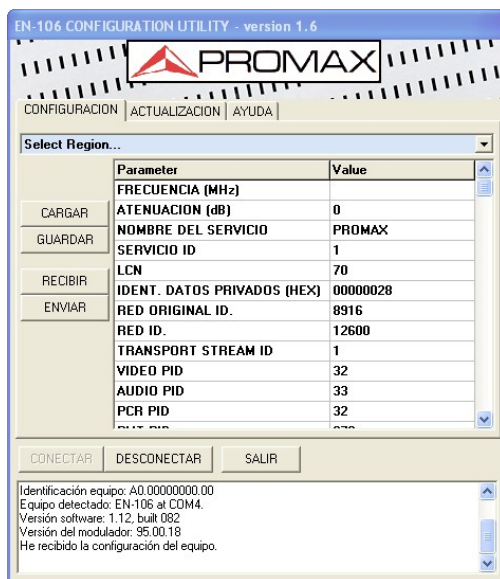 EN-106 CONFIGURATION UTILITY - version 1.6
PROMAX
CONFIGURACION ACTUALIZACION AYUDA
Select Region...
Parameter Value
FRECUENCIA (MHz)
ATENUACION (dB) 0
NOMBRE DEL SERVICIO PROMAX
SERVICIO ID 1
LCN 70
IDENT. DATOS PRIVADOS (HEX) 00000028
RED ORIGINAL ID. 8916
RED ID. 12600
TRANSPORT STREAM ID 1
VIDEO PID 32
AUDIO PID 33
PCR PID 32
CARGAR
GUARDAR
RECIBIR
ENVIAR
CONECTAR DESCONECTAR SALIR
Identificación equipo: A0.00000000.00
Equipo detectado: EN-106 at COM4.
Versión software: 1.12, built 082
Versión del modulador: 95.00.18
He recibido la configuración del equipo.